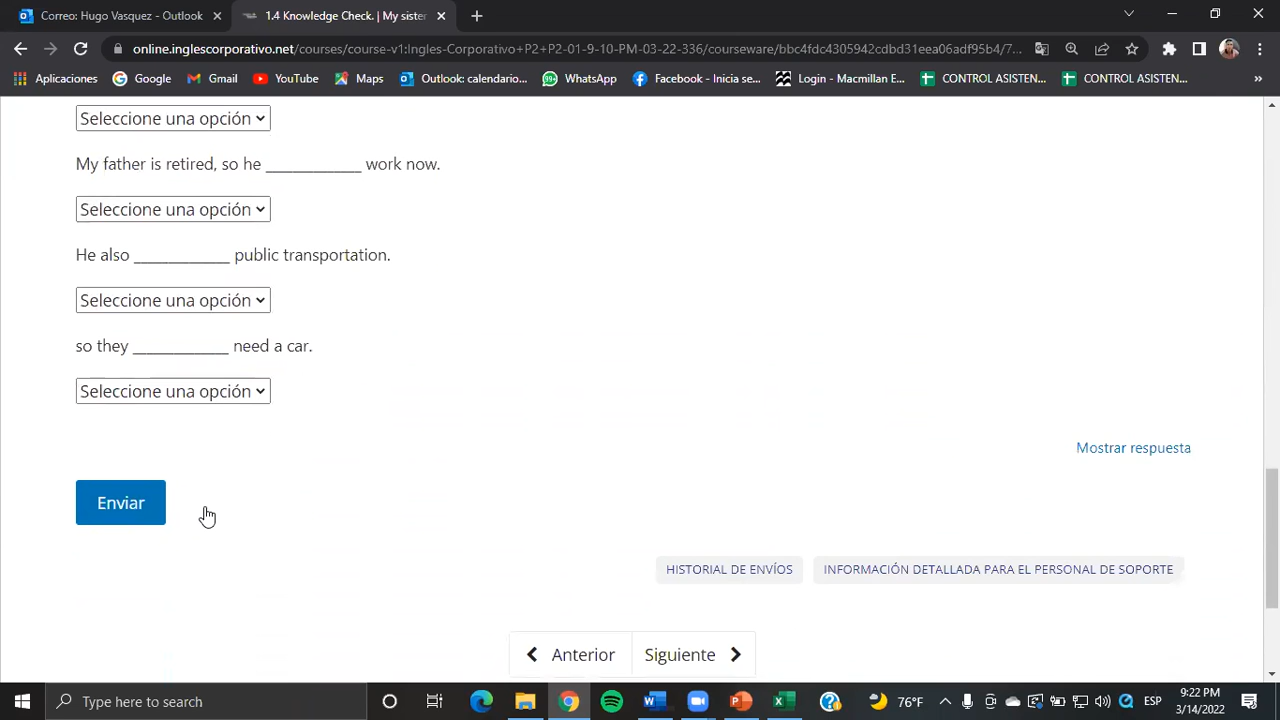 Correo: Hugo Vasquez - Outlook
1.4 Knowledge Check. | My sister
online.inglescorporativo.net/courses/course-v1:Ingles-Corporativo+P2+P2-01-9-10-PM-03-22-336/courseware/bbc4fdc4305942cdbd31eea06adf95b4/7...
Aplicaciones Google Gmail YouTube Maps Outlook: calendario... WhatsApp Facebook - Inicia se... Login - Macmillan E... CONTROL ASISTEN... CONTROL ASISTEN... »
Seleccione una opción
My father is retired, so he _____________ work now.
Seleccione una opción
He also _____________ public transportation.
Seleccione una opción
so they _____________ need a car.
Seleccione una opción
Mostrar respuesta
Enviar
HISTORIAL DE ENVÍOS INFORMACIÓN DETALLADA PARA EL PERSONAL DE SOPORTE
Anterior Siguiente
Type here to search
76°F
ESP
9:22 PM
3/14/2022